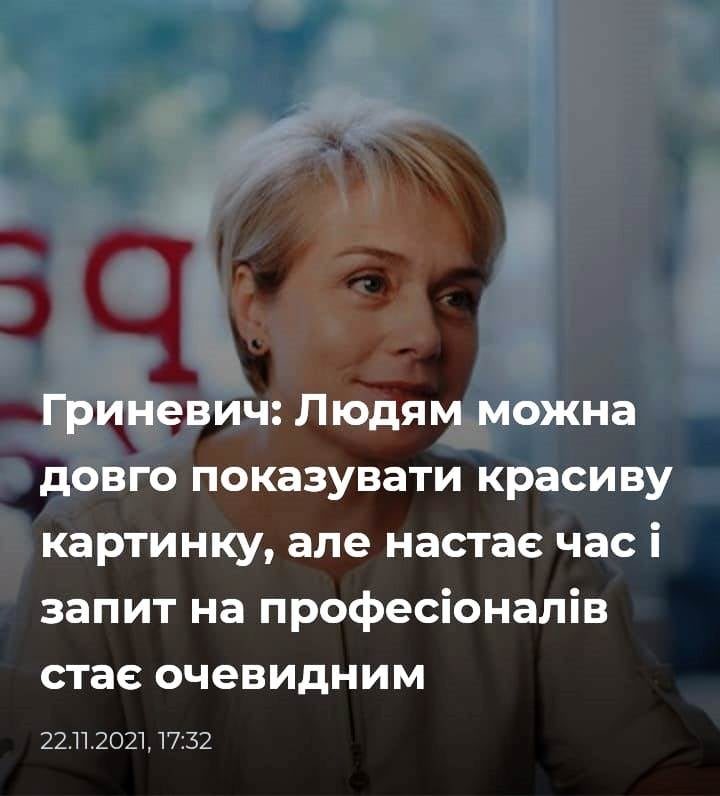 ра
Гриневич: Людям можна
довго показувати красиву
картинку, але настає час і
запит на професіоналів
стає очевидним
22.11.2021, 17:32